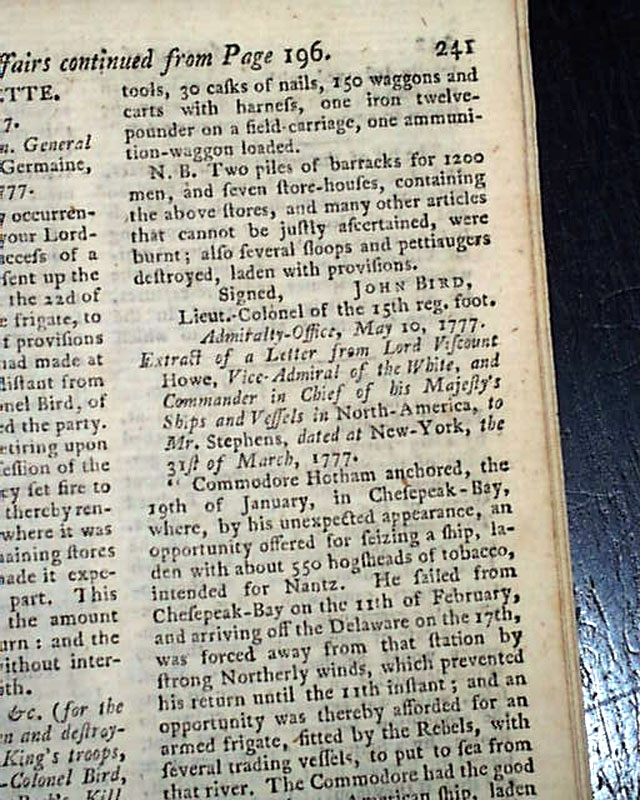 ffairs continued from Page 196. 241
TTE.
7.
n. General
Germaine,
777.
occurren-
your Lord-
ccess of a
ſent up the
the 22d of
frigate, to
proviſions
had made at
diſtant from
onel Bird, of
ed the party.
etiring upon
eſſion of the
cy ſet fire to
thereby ren-
where it was
maining ſtores
made it expe-
part. This
the amount
urn: and the
without inter-
th.
&c. (for the
n and deſtroy-
King's troops,
-Colonel Bird,
Kill
tools, 30 caſks of nails, 150 waggons and
carts with harneſs, one iron twelve-
pounder on a field-carriage, one ammuni-
tion-waggon loaded.
N. B. Two piles of barracks for 1200
men, and ſeven ſtore-houſes, containing
the above ſtores, and many other articles
that cannot be juſtly aſcertained, were
burnt; alſo ſeveral ſloops and pettiaugers
deſtroyed, laden with proviſions.
Signed, JOHN BIRD,
Lieut.-Colonel of the 15th reg. foot.
Admiralty-Office, May 10, 1777.
Extract of a Letter from Lord Viſcount
Howe, Vice-Admiral of the White, and
Commander in Chief of his Majeſty's
Ships and Veſſels in North-America, to
Mr. Stephens, dated at New-York, the
31ſt of March, 1777.
“ Commodore Hotham anchored, the
19th of January, in Cheſepeak-Bay,
where, by his unexpected appearance, an
opportunity offered for ſeizing a ſhip, la-
den with about 550 hogſheads of tobacco,
intended for Nantz. He ſailed from
Cheſepeak-Bay on the 11th of February,
and arriving off the Delaware on the 17th,
was forced away from that ſtation by
ſtrong Northerly winds, which prevented
his return until the 11th inſtant; and an
opportunity was thereby afforded for an
armed frigate, fitted by the Rebels, with
ſeveral trading veſſels, to put to ſea from
that river. The Commodore had the good
American ſhip, laden